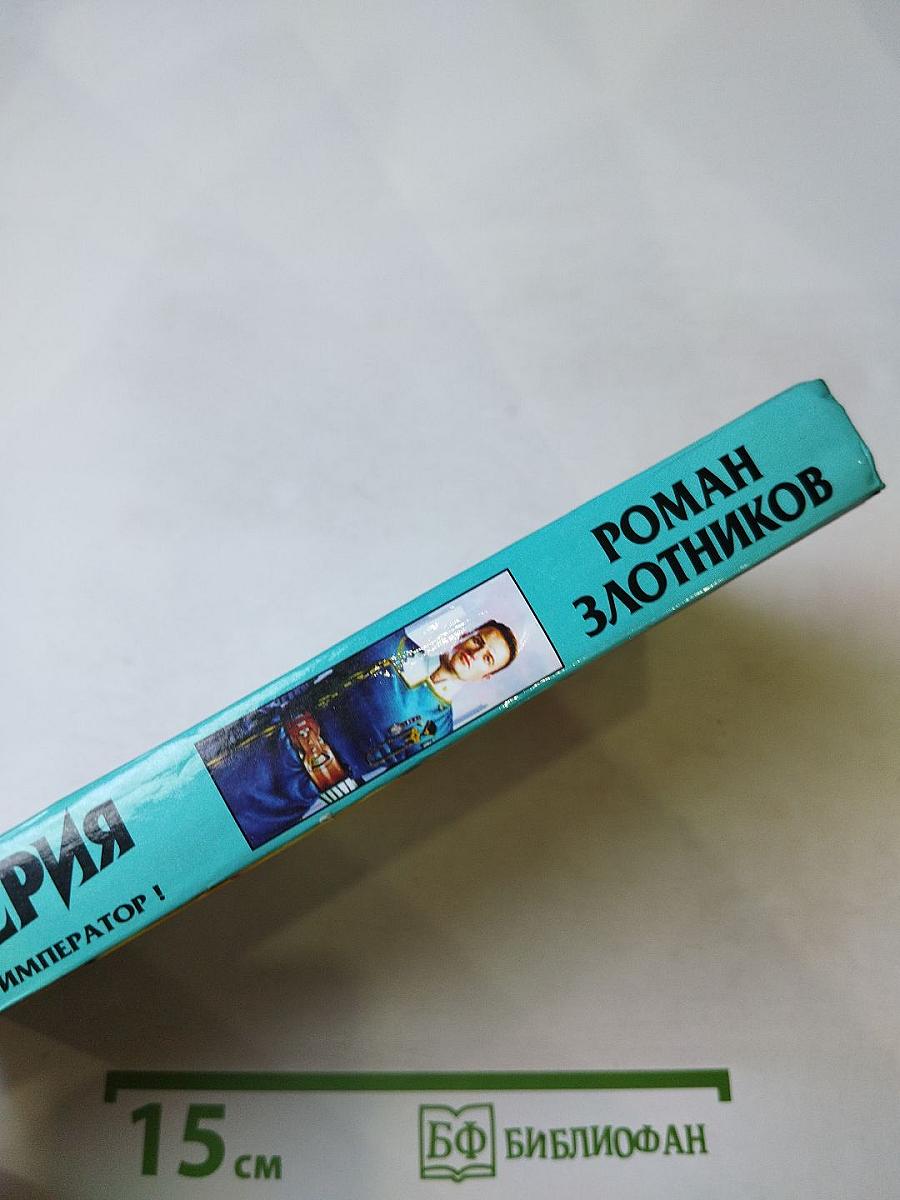 РОМАН
ЗЛОТНИКОВ
ЕРИЯ
ИМПЕРАТОР !
15 см
БФ БИБЛИОФАН